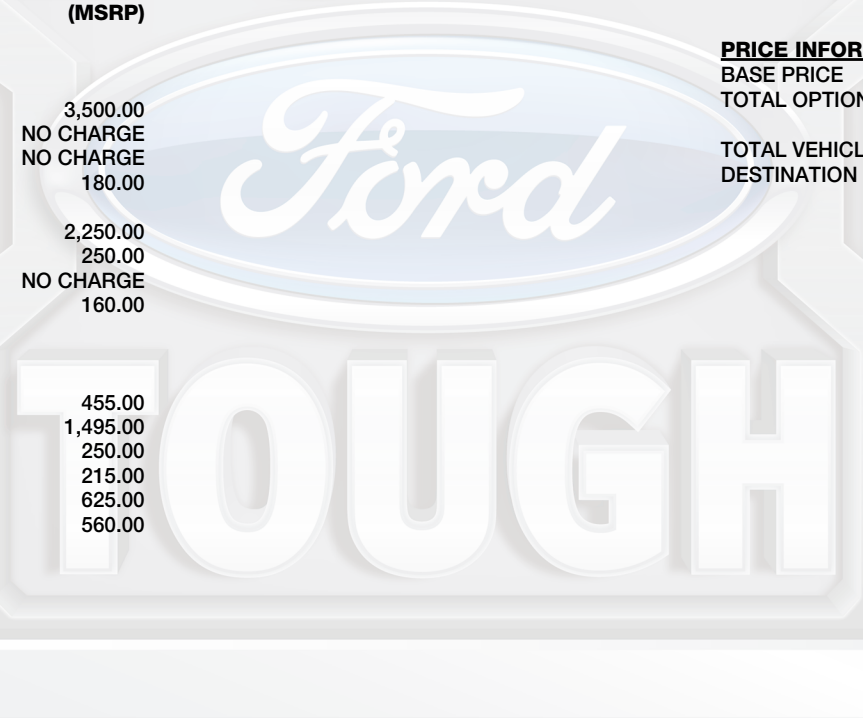 (MSRP)
3,500.00
NO CHARGE
NO CHARGE
180.00
2,250.00
250.00
NO CHARGE
160.00
455.00
1,495.00
250.00
215.00
625.00
560.00
PRICE INFOR
BASE PRICE
TOTAL OPTION
TOTAL VEHICL
DESTINATION
Ford
TOUGH